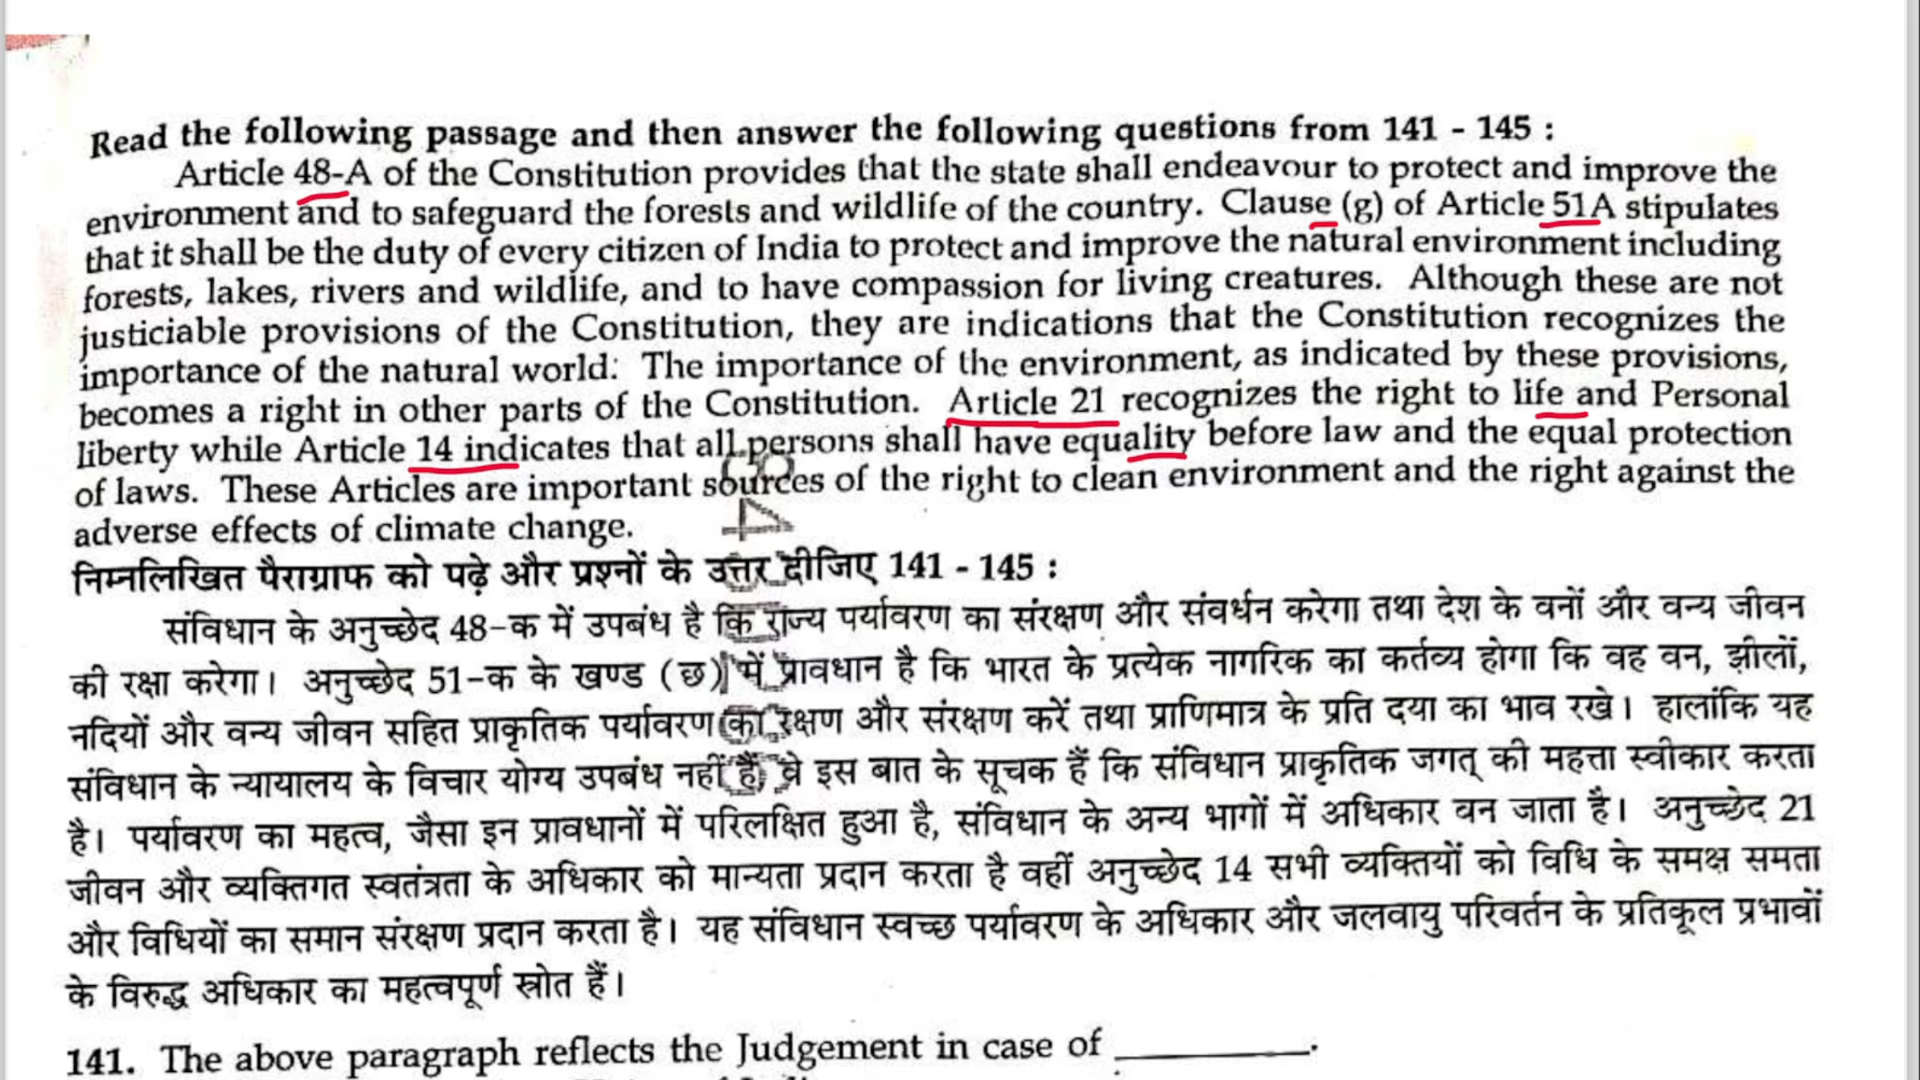 Read the following passage and then answer the following questions from 141 - 145 :
Article 48-A of the Constitution provides that the state shall endeavour to protect and improve the
environment and to safeguard the forests and wildlife of the country. Clause (g) of Article 51A stipulates
that it shall be the duty of every citizen of India to protect and improve the natural environment including
forests, lakes, rivers and wildlife, and to have compassion for living creatures. Although these are not
justiciable provisions of the Constitution, they are indications that the Constitution recognizes the
importance of the natural world: The importance of the environment, as indicated by these provisions,
becomes a right in other parts of the Constitution. Article 21 recognizes the right to life and Personal
liberty while Article 14 indicates that all persons shall have equality before law and the equal protection
of laws. These Articles are important sources of the right to clean environment and the right against the
adverse effects of climate change.
निम्नलिखित पैराग्राफ को पढ़े और प्रश्नों के उत्तर दीजिए 141 - 145 :
संविधान के अनुच्छेद 48-क में उपबंध है कि राज्य पर्यावरण का संरक्षण और संवर्धन करेगा तथा देश के वनों और वन्य जीवन
की रक्षा करेगा। अनुच्छेद 51-क के खण्ड (छ) में प्रावधान है कि भारत के प्रत्येक नागरिक का कर्तव्य होगा कि वह वन, झीलों,
नदियों और वन्य जीवन सहित प्राकृतिक पर्यावरण का रक्षण और संरक्षण करें तथा प्राणिमात्र के प्रति दया का भाव रखे। हालांकि यह
संविधान के न्यायालय के विचार योग्य उपबंध नहीं हैं, वे इस बात के सूचक हैं कि संविधान प्राकृतिक जगत् की महत्ता स्वीकार करता
है। पर्यावरण का महत्व, जैसा इन प्रावधानों में परिलक्षित हुआ है, संविधान के अन्य भागों में अधिकार बन जाता है। अनुच्छेद 21
जीवन और व्यक्तिगत स्वतंत्रता के अधिकार को मान्यता प्रदान करता है वहीं अनुच्छेद 14 सभी व्यक्तियों को विधि के समक्ष समता
और विधियों का समान संरक्षण प्रदान करता है। यह संविधान स्वच्छ पर्यावरण के अधिकार और जलवायु परिवर्तन के प्रतिकूल प्रभावों
के विरुद्ध अधिकार का महत्वपूर्ण स्रोत हैं।
141. The above paragraph reflects the Judgement in case of ________.